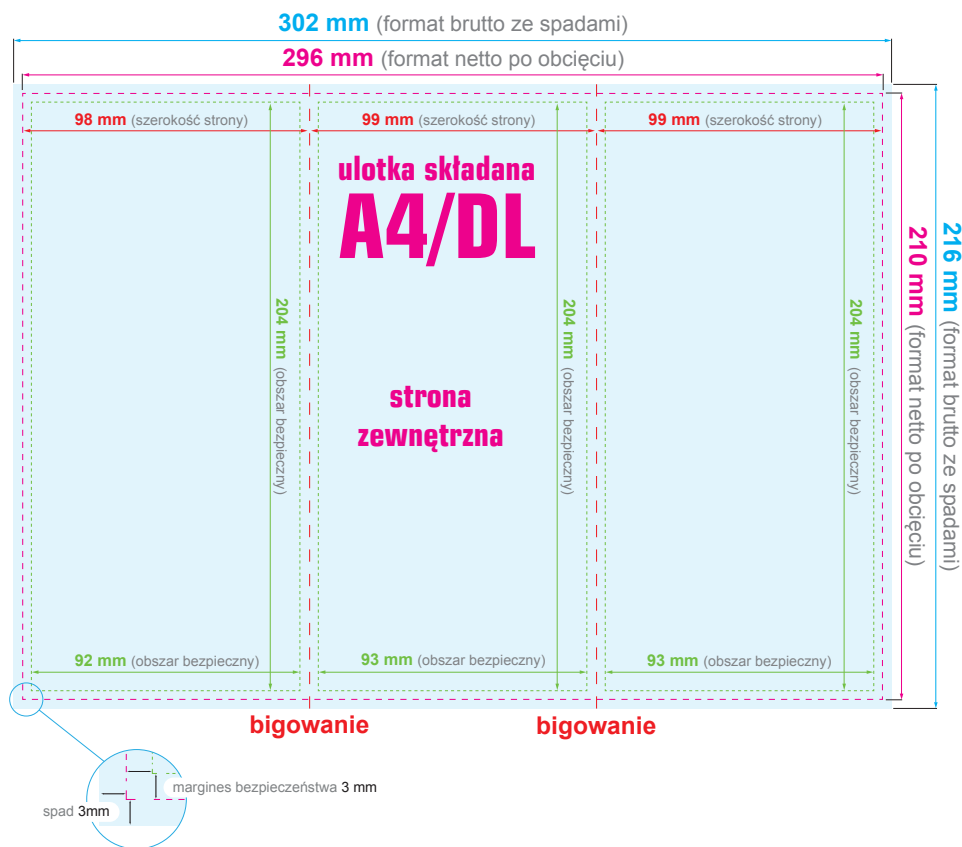 302 mm (format brutto ze spadami)
296 mm (format netto po obcięciu)
98 mm (szerokość strony)
99 mm (szerokość strony)
99 mm (szerokość strony)
ulotka składana
A4/DL
strona
zewnętrzna
204 mm (obszar bezpieczny)
204 mm (obszar bezpieczny)
204 mm (obszar bezpieczny)
210 mm (format netto po obcięciu)
216 mm (format brutto ze spadami)
92 mm (obszar bezpieczny)
93 mm (obszar bezpieczny)
93 mm (obszar bezpieczny)
bigowanie
bigowanie
margines bezpieczeństwa 3 mm
spad 3mm